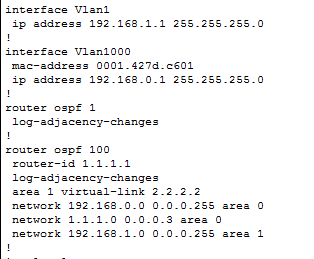 interface Vlan1
 ip address 192.168.1.1 255.255.255.0
!
interface Vlan1000
 mac-address 0001.427d.c601
 ip address 192.168.0.1 255.255.255.0
!
router ospf 1
 log-adjacency-changes
!
router ospf 100
 router-id 1.1.1.1
 log-adjacency-changes
 area 1 virtual-link 2.2.2.2
 network 192.168.0.0 0.0.0.255 area 0
 network 1.1.1.0 0.0.0.3 area 0
 network 192.168.1.0 0.0.0.255 area 1
!